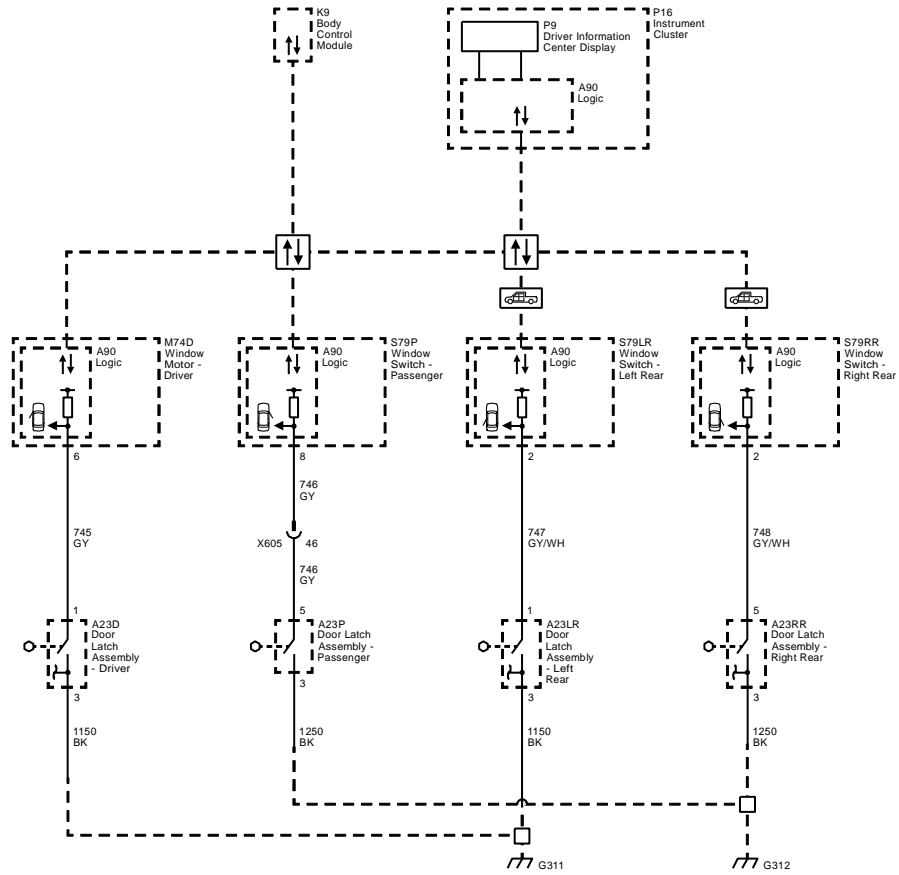 K9
Body
Control
Module
P16
Instrument
Cluster
P9
Driver Information
Center Display
A90
Logic
M74D
Window
Motor -
Driver
A90
Logic
S79P
Window
Switch -
Passenger
A90
Logic
S79LR
Window
Switch -
Left Rear
A90
Logic
S79RR
Window
Switch -
Right Rear
A90
Logic
6
8
2
2
746
GY
745
GY
X605
46
747
GY/WH
748
GY/WH
746
GY
1
5
1
5
A23D
Door
Latch
Assembly
- Driver
A23P
Door Latch
Assembly -
Passenger
A23LR
Door
Latch
Assembly
- Left
Rear
A23RR
Door Latch
Assembly -
Right Rear
3
3
3
3
1150
BK
1250
BK
1150
BK
1250
BK
G311
G312